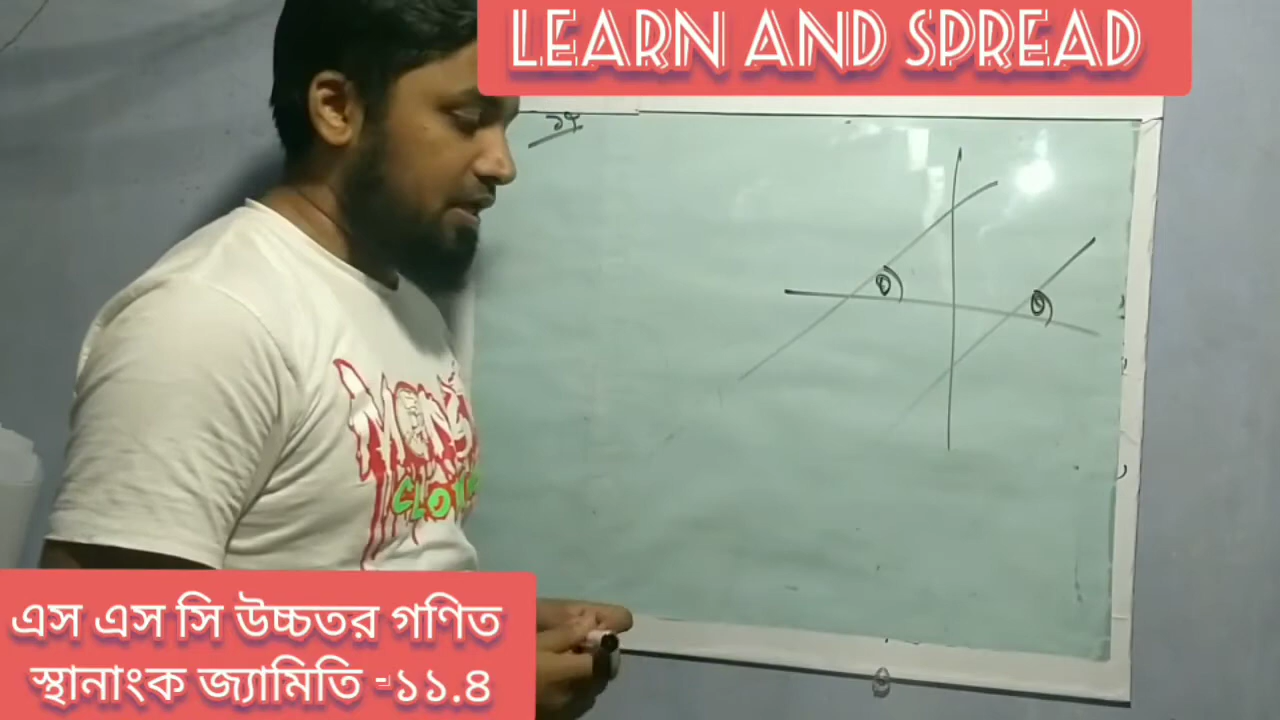 LEARN AND SPREAD
θ
θ
এস এস সি উচ্চতর গণিত
স্থানাংক জ্যামিতি -১১.৪